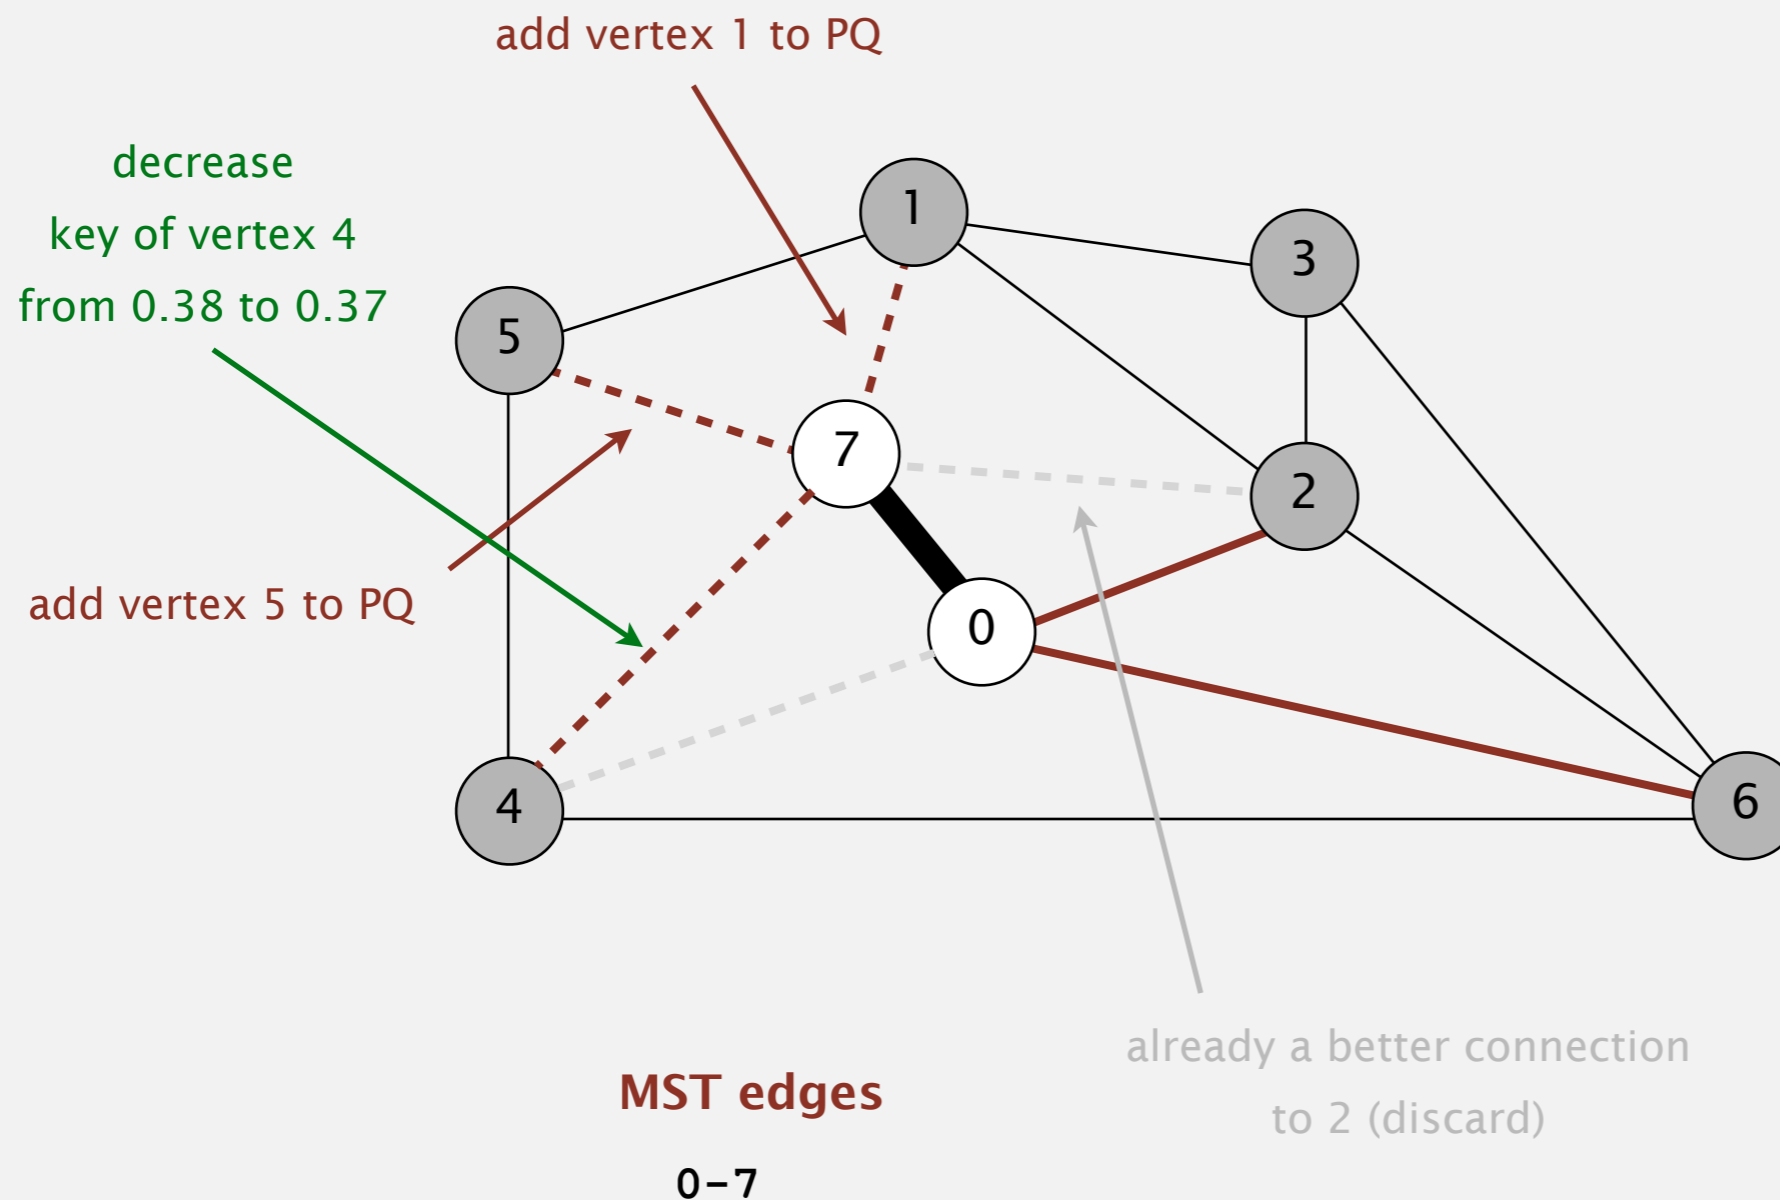 add vertex 1 to PQ
decrease
key of vertex 4
from 0.38 to 0.37
1
3
5
7
2
add vertex 5 to PQ
0
4
6
already a better connection
to 2 (discard)
MST edges
0-7